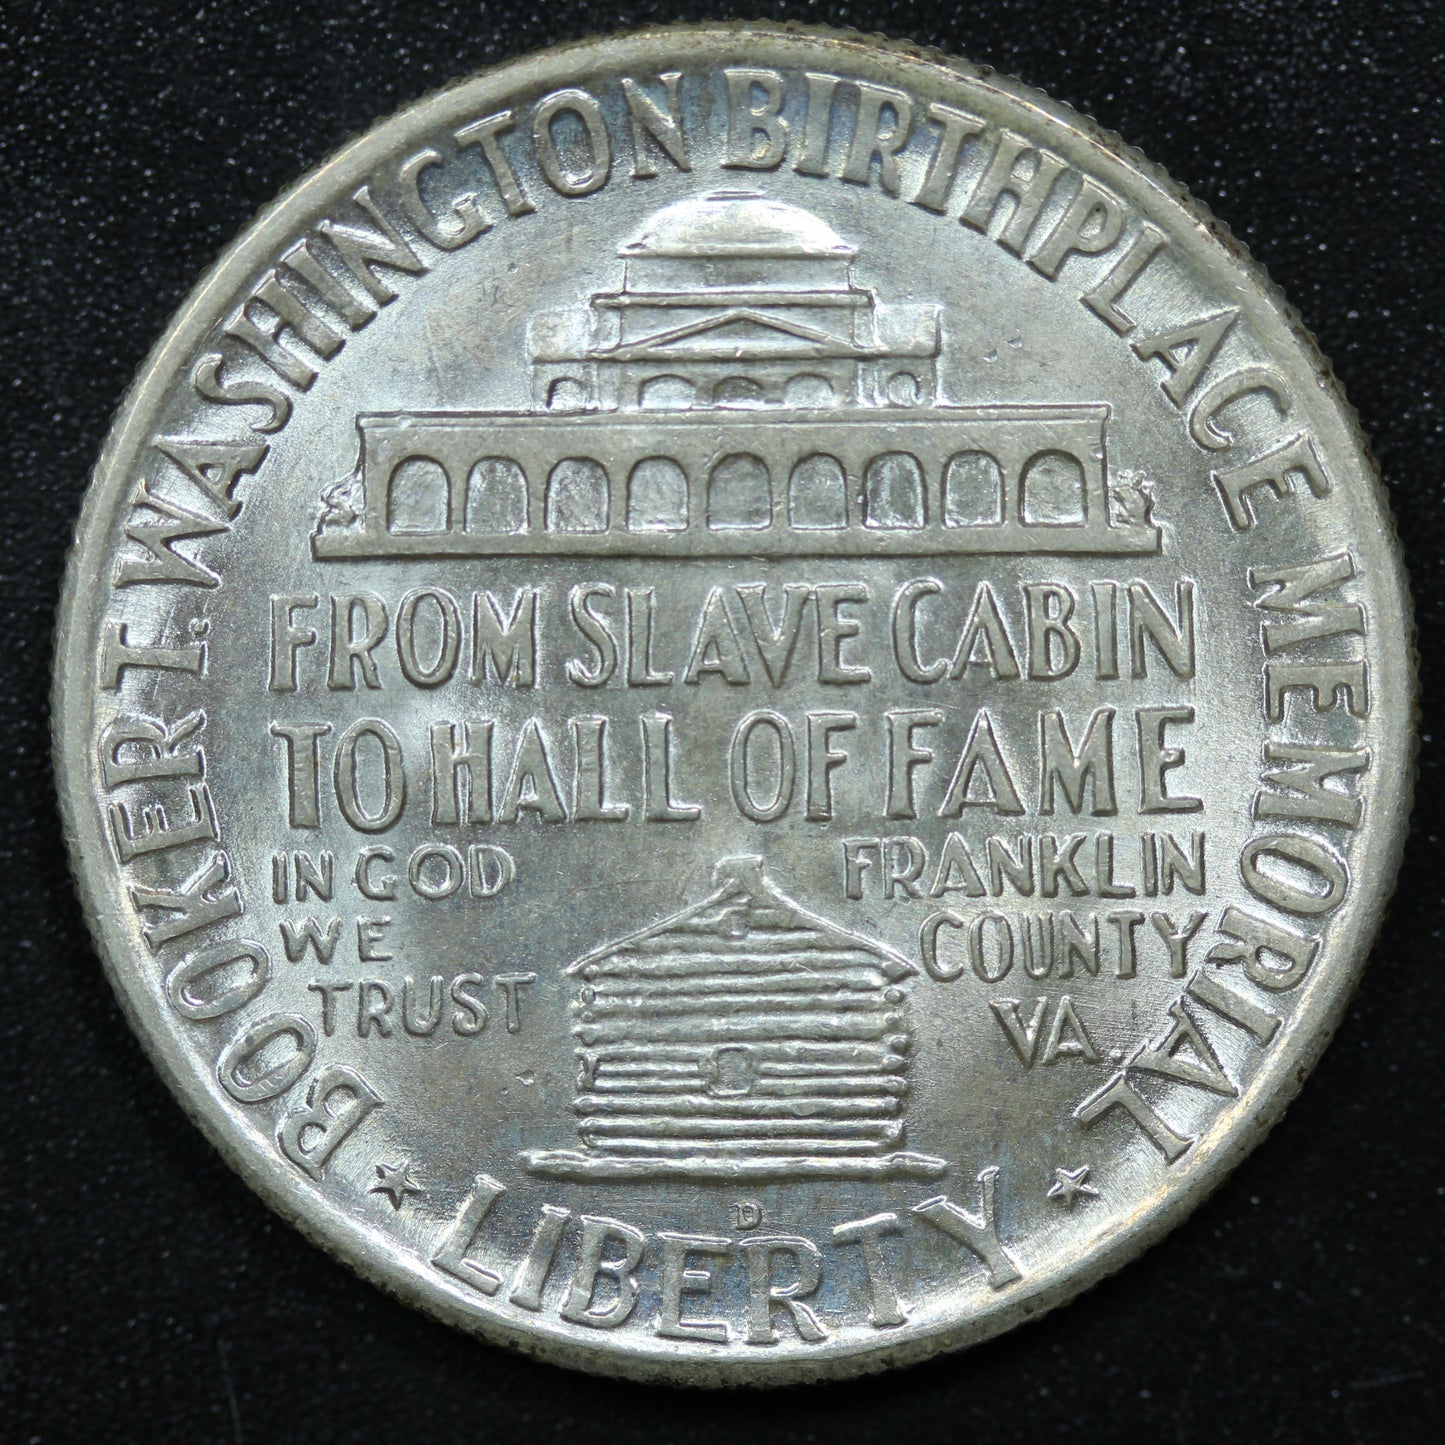 BOOKER T. WASHINGTON BIRTHPLACE MEMORIAL
FROM SLAVE CABIN
TO HALL OF FAME
IN GOD
WE
TRUST
FRANKLIN
COUNTY
VA.
D
LIBERTY